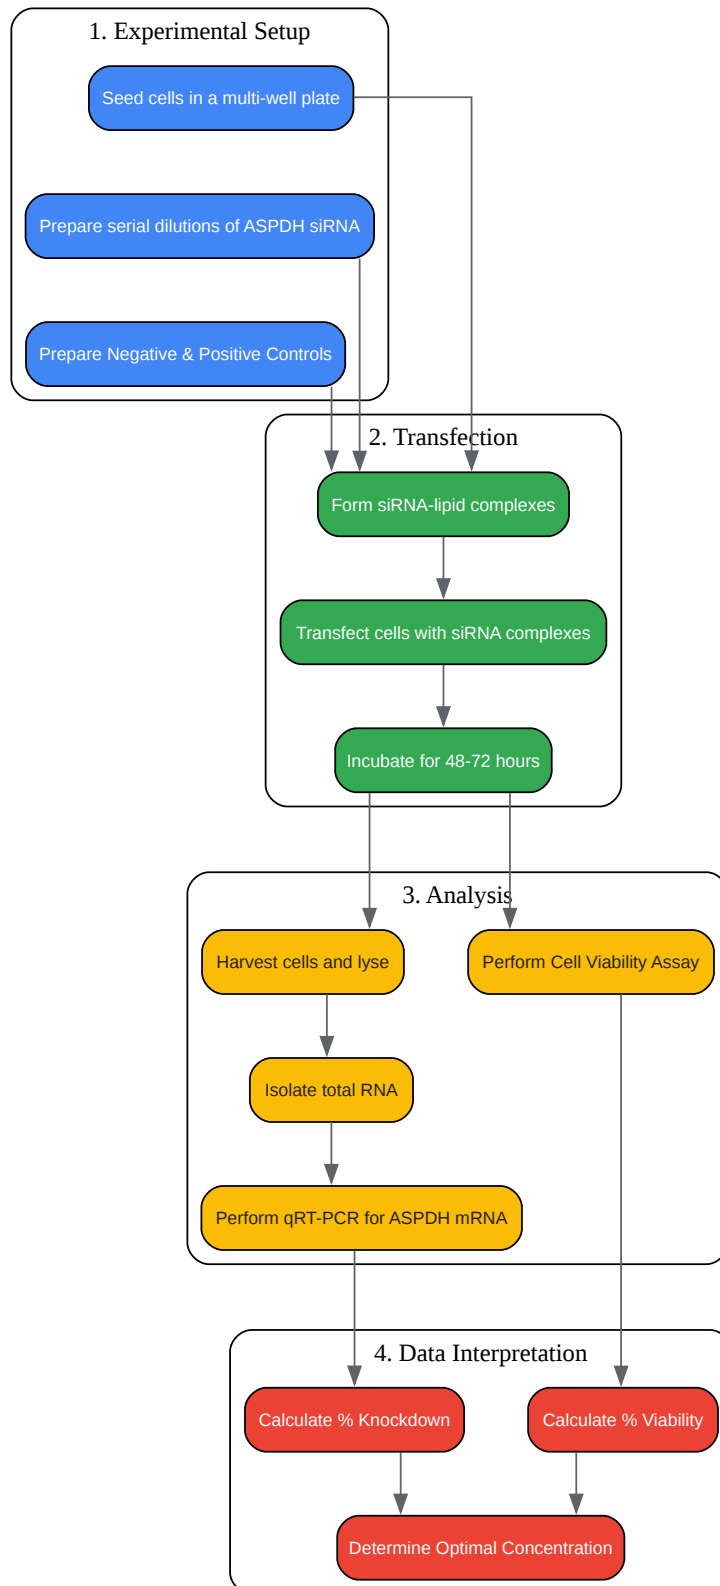 1. Experimental Setup
Seed cells in a multi-well plate
Prepare serial dilutions of ASPDH siRNA
Prepare Negative & Positive Controls
2. Transfection
Form siRNA-lipid complexes
Transfect cells with siRNA complexes
Incubate for 48-72 hours
3. Analysis
Harvest cells and lyse
Perform Cell Viability Assay
Isolate total RNA
Perform qRT-PCR for ASPDH mRNA
4. Data Interpretation
Calculate % Knockdown
Calculate % Viability
Determine Optimal Concentration